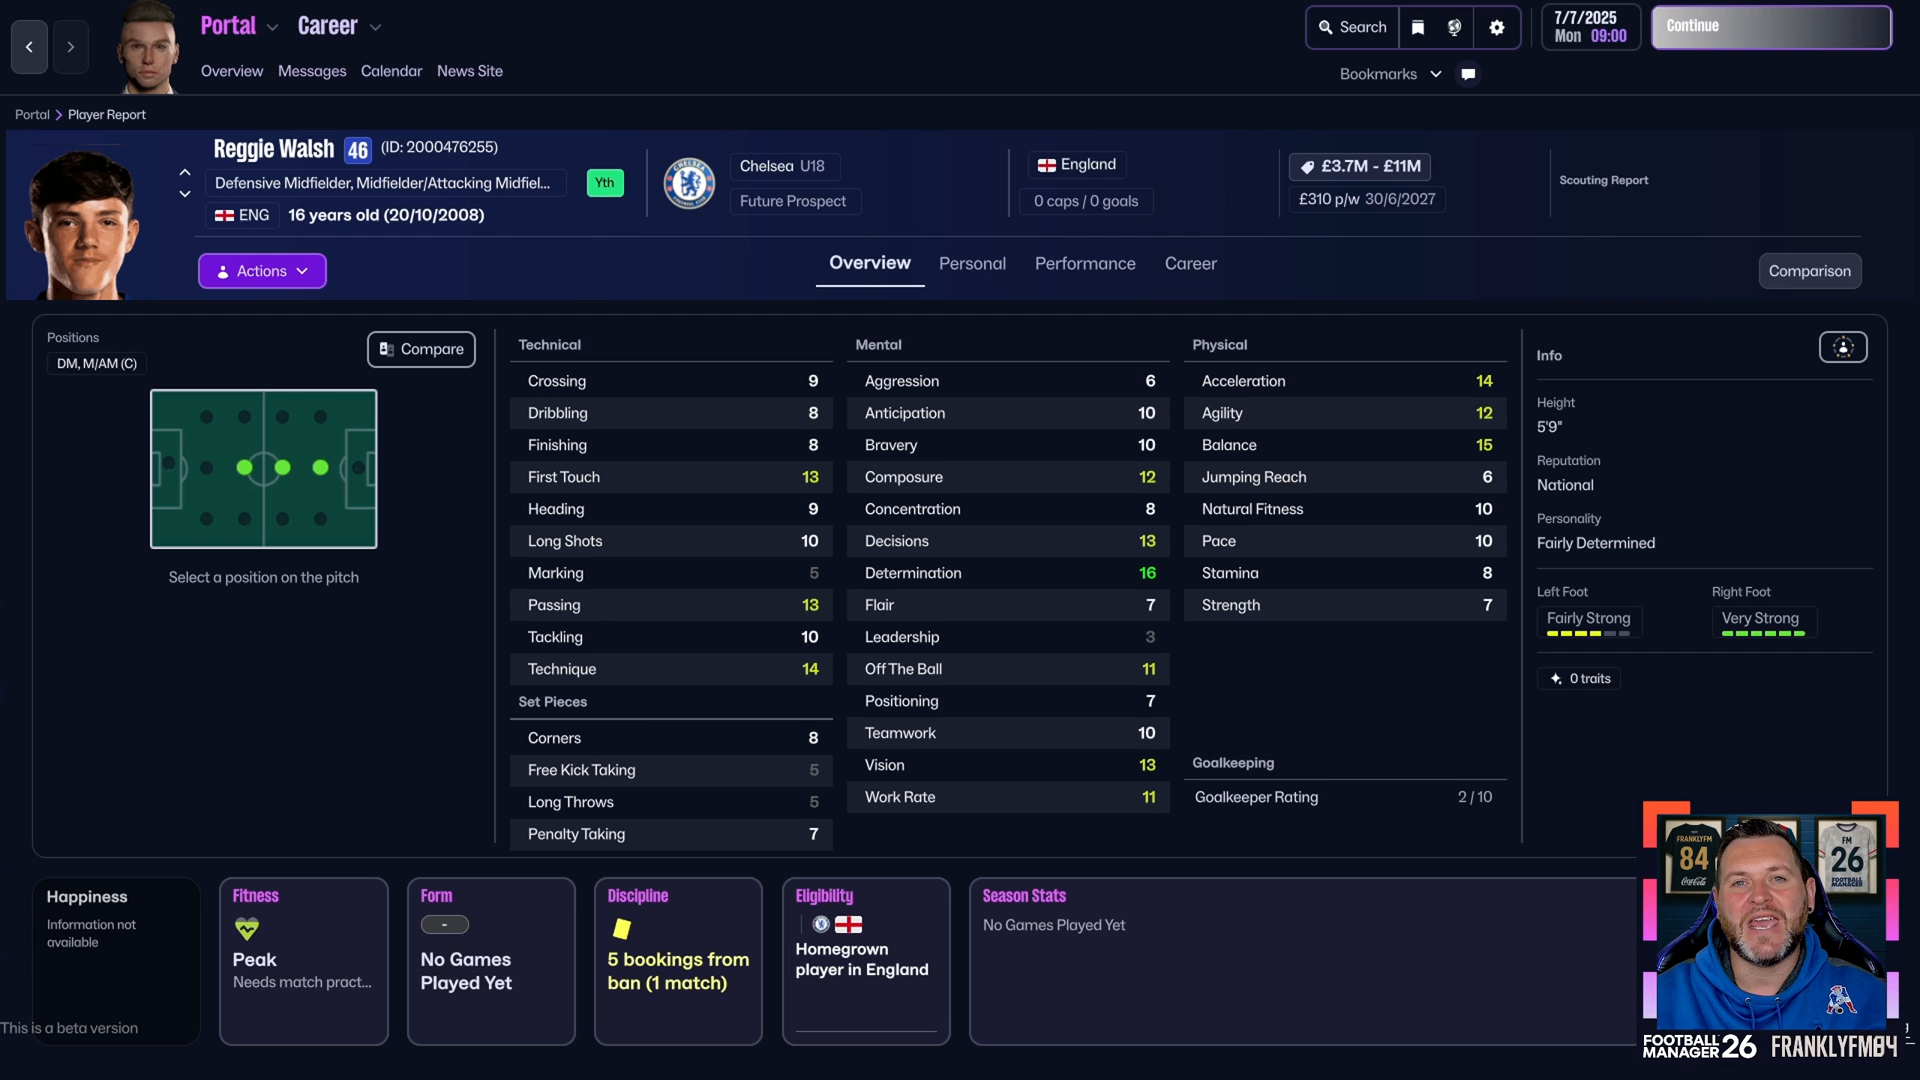 Portal
Career
Overview
Messages
Calendar
News Site
Search
7/7/2025
Mon 09:00
Continue
Bookmarks
Portal > Player Report
Reggie Walsh 46 (ID: 2000476255)
Defensive Midfielder, Midfielder/Attacking Midfiel...
Yth
ENG 16 years old (20/10/2008)
Chelsea U18
Future Prospect
England
0 caps / 0 goals
£3.7M - £11M
£310 p/w 30/6/2027
Scouting Report
Actions
Overview
Personal
Performance
Career
Comparison
Positions
DM, M/AM (C)
Compare
Select a position on the pitch
Technical
Crossing 9
Dribbling 8
Finishing 8
First Touch 13
Heading 9
Long Shots 10
Marking 5
Passing 13
Tackling 10
Technique 14
Set Pieces
Corners 8
Free Kick Taking 5
Long Throws 5
Penalty Taking 7
Mental
Aggression 6
Anticipation 10
Bravery 10
Composure 12
Concentration 8
Decisions 13
Determination 16
Flair 7
Leadership 3
Off The Ball 11
Positioning 7
Teamwork 10
Vision 13
Work Rate 11
Physical
Acceleration 14
Agility 12
Balance 15
Jumping Reach 6
Natural Fitness 10
Pace 10
Stamina 8
Strength 7
Goalkeeping
Goalkeeper Rating 2 / 10
Info
Height
5'9"
Reputation
National
Personality
Fairly Determined
Left Foot
Fairly Strong
Right Foot
Very Strong
0 traits
Happiness
Information not
available
Fitness
Peak
Needs match pract...
Form
-
No Games
Played Yet
Discipline
5 bookings from
ban (1 match)
Eligibility
Homegrown
player in England
Season Stats
No Games Played Yet
This is a beta version
FRANKLYFM
84
Coca-Cola
FM
26
FOOTBALL
MANAGER
FOOTBALL
MANAGER 26
FRANKLYFM84